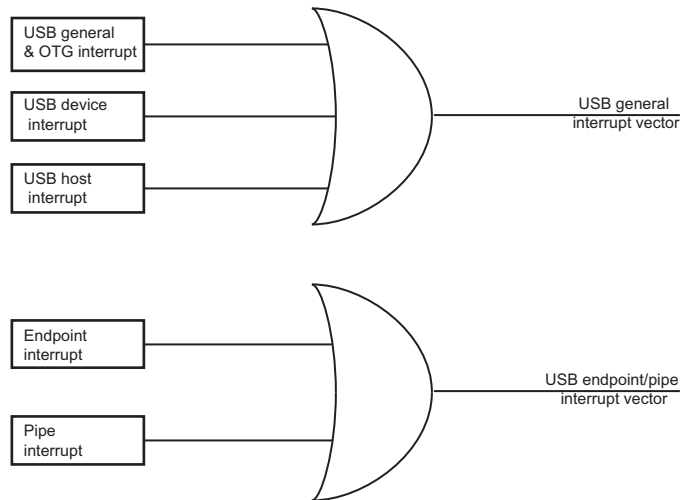 USB general
& OTG interrupt
USB device
interrupt
USB host
interrupt
USB general
interrupt vector
Endpoint
interrupt
Pipe
interrupt
USB endpoint/pipe
interrupt vector